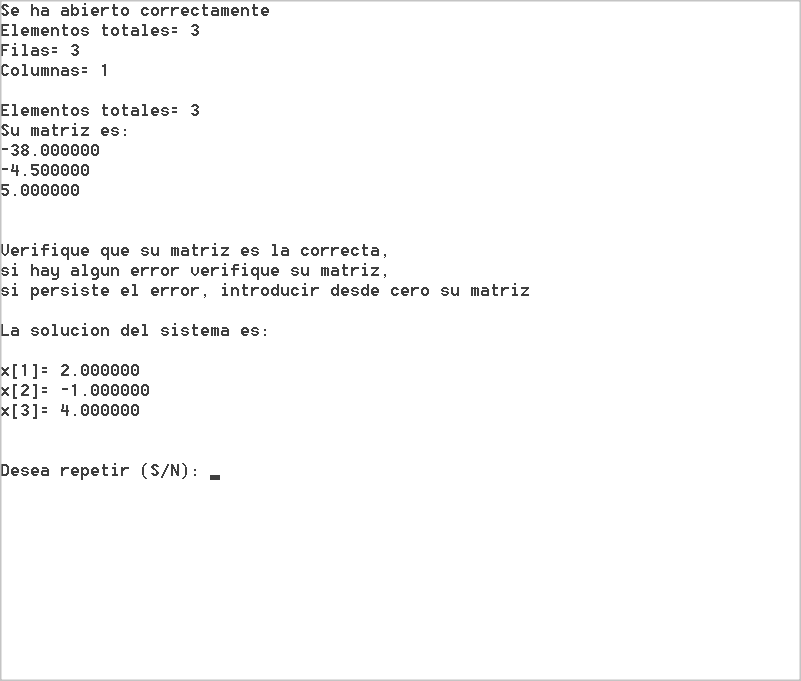 Se ha abierto correctamente
Elementos totales= 3
Filas= 3
Columnas= 1
Elementos totales= 3
Su matriz es:
-38.000000
-4.500000
5.000000
Verifique que su matriz es la correcta,
si hay algun error verifique su matriz,
si persiste el error, introducir desde cero su matriz
La solucion del sistema es:
x[1]= 2.000000
x[2]= -1.000000
x[3]= 4.000000
Desea repetir (S/N):